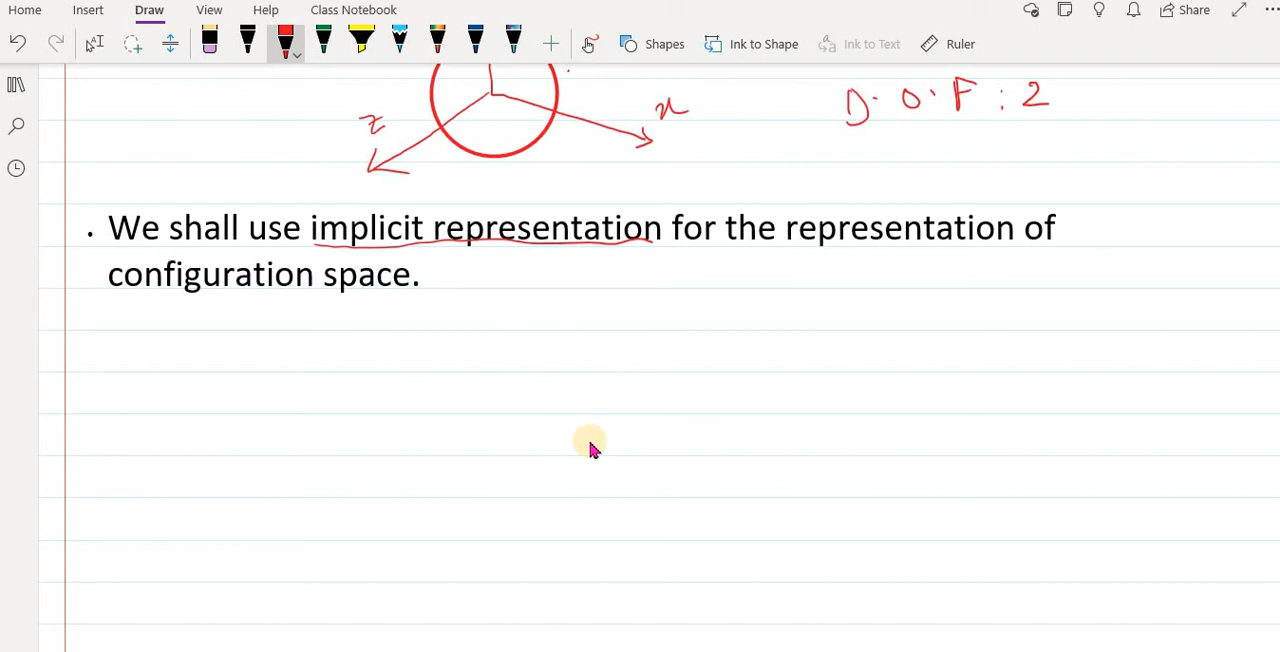 Home Insert Draw View Help Class Notebook Share
Shapes Ink to Shape Ink to Text Ruler
z x D.O.F : 2
. We shall use implicit representation for the representation of
configuration space.